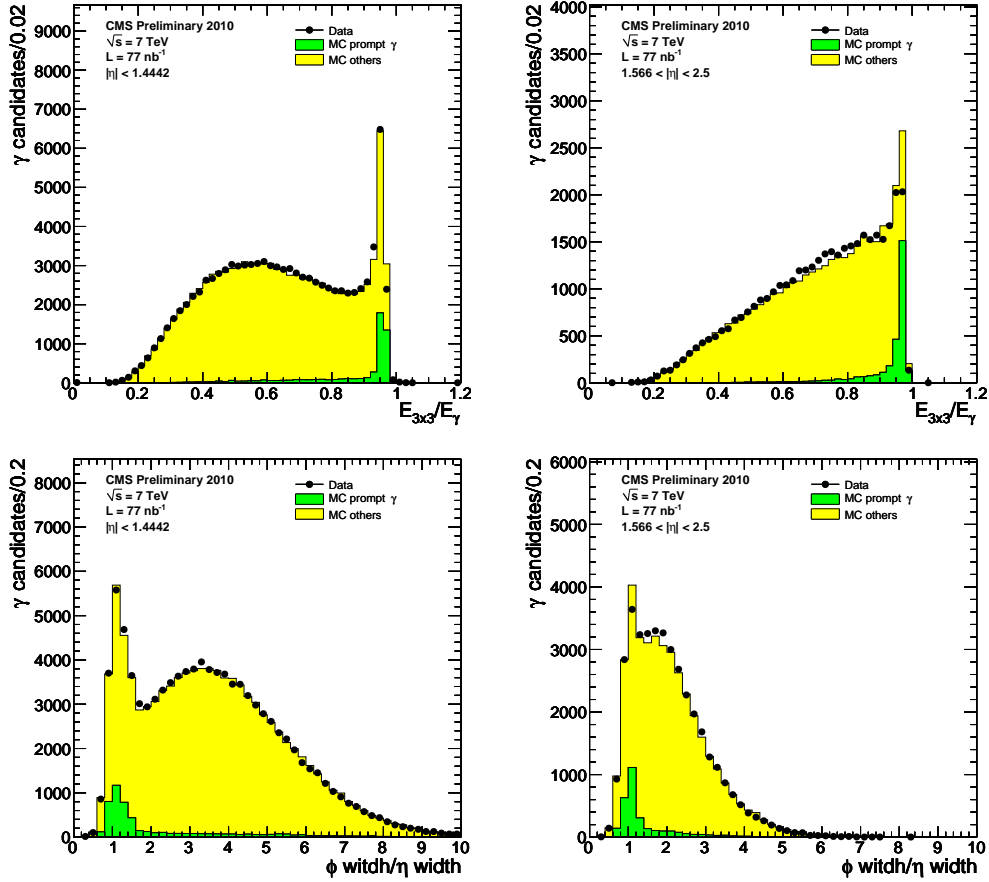 γ candidates/0.02
9000
8000
7000
6000
5000
4000
3000
2000
1000
0
CMS Preliminary 2010
√s = 7 TeV
L = 77 nb⁻¹
|η| < 1.4442
Data
MC prompt γ
MC others
0 0.2 0.4 0.6 0.8 1 1.2
E3x3/Eγ
γ candidates/0.02
4000
3500
3000
2500
2000
1500
1000
500
0
CMS Preliminary 2010
√s = 7 TeV
L = 77 nb⁻¹
1.566 < |η| < 2.5
Data
MC prompt γ
MC others
0 0.2 0.4 0.6 0.8 1 1.2
E3x3/Eγ
γ candidates/0.2
8000
7000
6000
5000
4000
3000
2000
1000
0
CMS Preliminary 2010
√s = 7 TeV
L = 77 nb⁻¹
|η| < 1.4442
Data
MC prompt γ
MC others
0 1 2 3 4 5 6 7 8 9 10
ϕ witdh/η width
γ candidates/0.2
6000
5000
4000
3000
2000
1000
0
CMS Preliminary 2010
√s = 7 TeV
L = 77 nb⁻¹
1.566 < |η| < 2.5
Data
MC prompt γ
MC others
0 1 2 3 4 5 6 7 8 9 10
ϕ witdh/η width